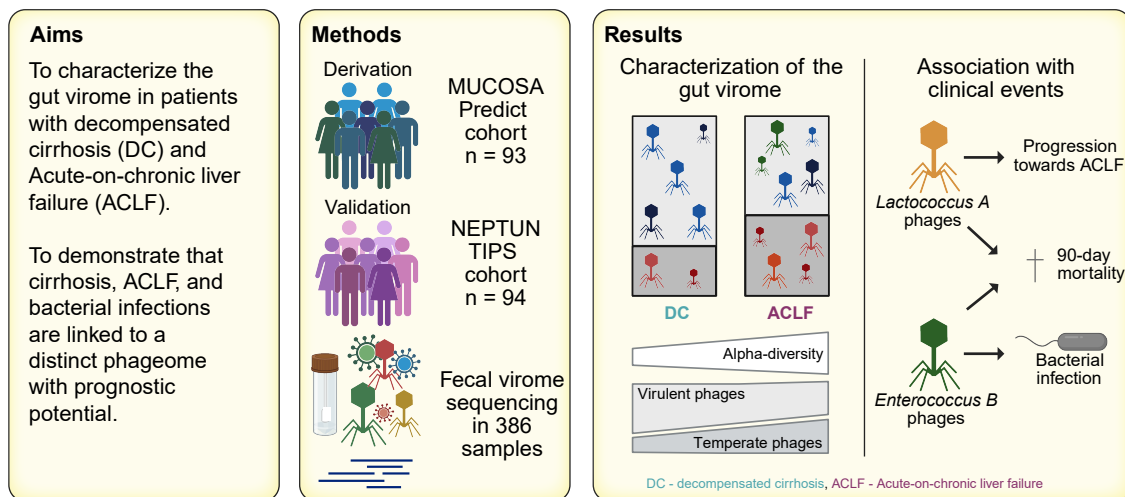 Aims
To characterize the
gut virome in patients
with decompensated
cirrhosis (DC) and
Acute-on-chronic liver
failure (ACLF).
To demonstrate that
cirrhosis, ACLF, and
bacterial infections
are linked to a
distinct phageome
with prognostic
potential.
Methods
Derivation
MUCOSA
Predict
cohort
n = 93
Validation
NEPTUN
TIPS
cohort
n = 94
Fecal virome
sequencing
in 386
samples
Results
Characterization of the
gut virome
DC
ACLF
Alpha-diversity
Virulent phages
Temperate phages
Association with
clinical events
Lactococcus A
phages
Progression
towards ACLF
90-day
mortality
Enterococcus B
phages
Bacterial
infection
DC - decompensated cirrhosis, ACLF - Acute-on-chronic liver failure